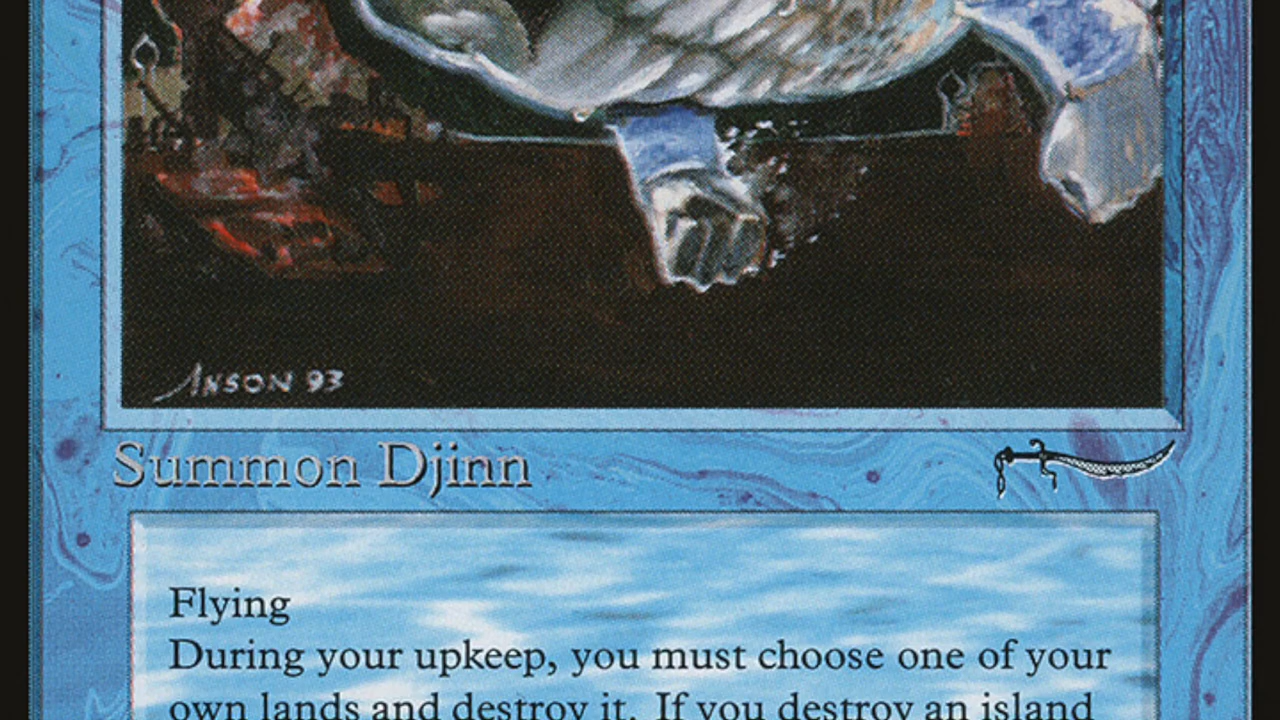 ANSON 93
Summon Djinn
Flying
During your upkeep, you must choose one of your
own lands and destroy it. If you destroy an island